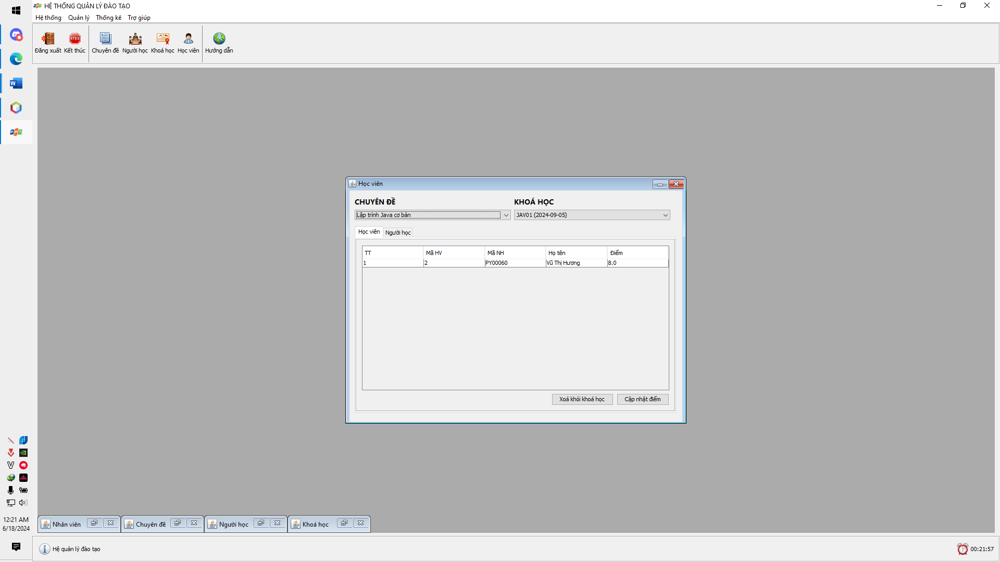 HỆ THỐNG QUẢN LÝ ĐÀO TẠO
Hệ thống Quản lý Thống kê Trợ giúp
STOP
Đăng xuất Kết thúc Chuyên đề Người học Khoá học Học viên Hướng dẫn
W
FPT
Học viên
CHUYÊN ĐỀ KHOÁ HỌC
Lập trình Java cơ bản JAV01 (2024-09-05)
Học viên Người học
TT Mã HV Mã NH Họ tên Điểm
1 2 PY00060 Vũ Thị Hương 8.0
Xoá khỏi khoá học Cập nhật điểm
12:21 AM
6/18/2024
Nhân viên Chuyên đề Người học Khoá học
Hệ quản lý đào tạo 00:21:57